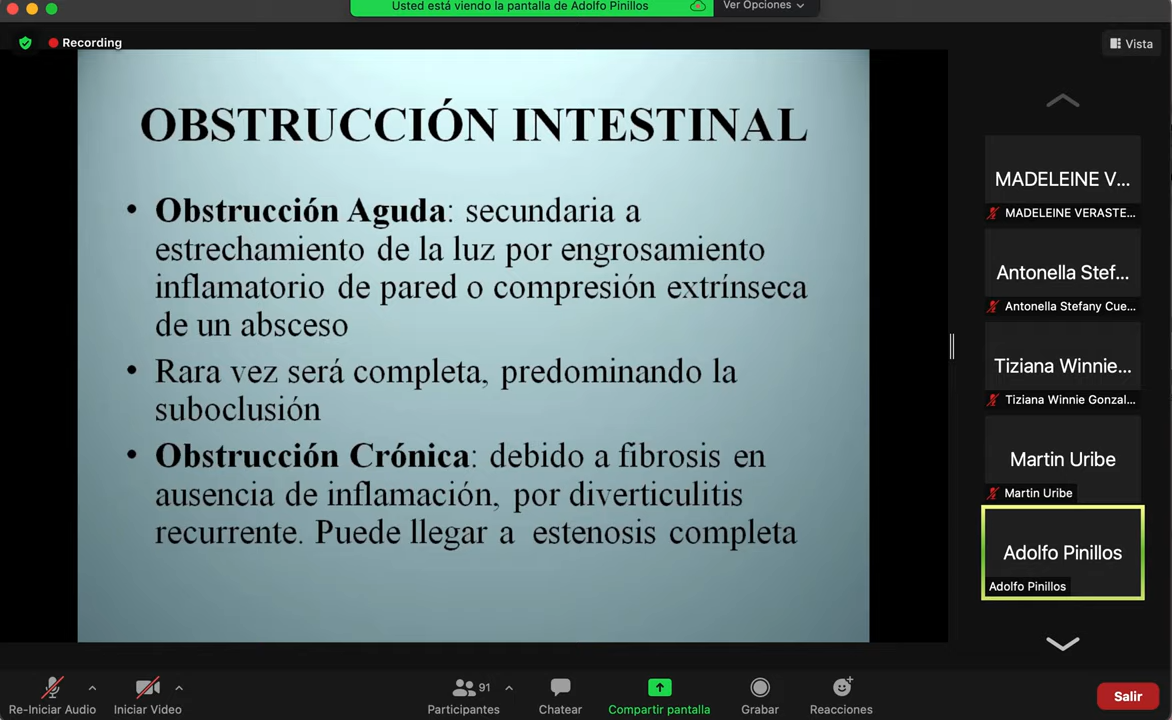 Usted está viendo la pantalla de Adolfo Pinillos
Ver Opciones
Recording
Vista
OBSTRUCCIÓN INTESTINAL
• Obstrucción Aguda: secundaria a
estrechamiento de la luz por engrosamiento
inflamatorio de pared o compresión extrínseca
de un absceso
• Rara vez será completa, predominando la
suboclusión
• Obstrucción Crónica: debido a fibrosis en
ausencia de inflamación, por diverticulitis
recurrente. Puede llegar a estenosis completa
MADELEINE V...
MADELEINE VERASTE...
Antonella Stef...
Antonella Stefany Cue...
Tiziana Winnie...
Tiziana Winnie Gonzal...
Martin Uribe
Martin Uribe
Adolfo Pinillos
Adolfo Pinillos
Re-Iniciar Audio
Iniciar Video
91
Participantes
Chatear
Compartir pantalla
Grabar
Reacciones
Salir